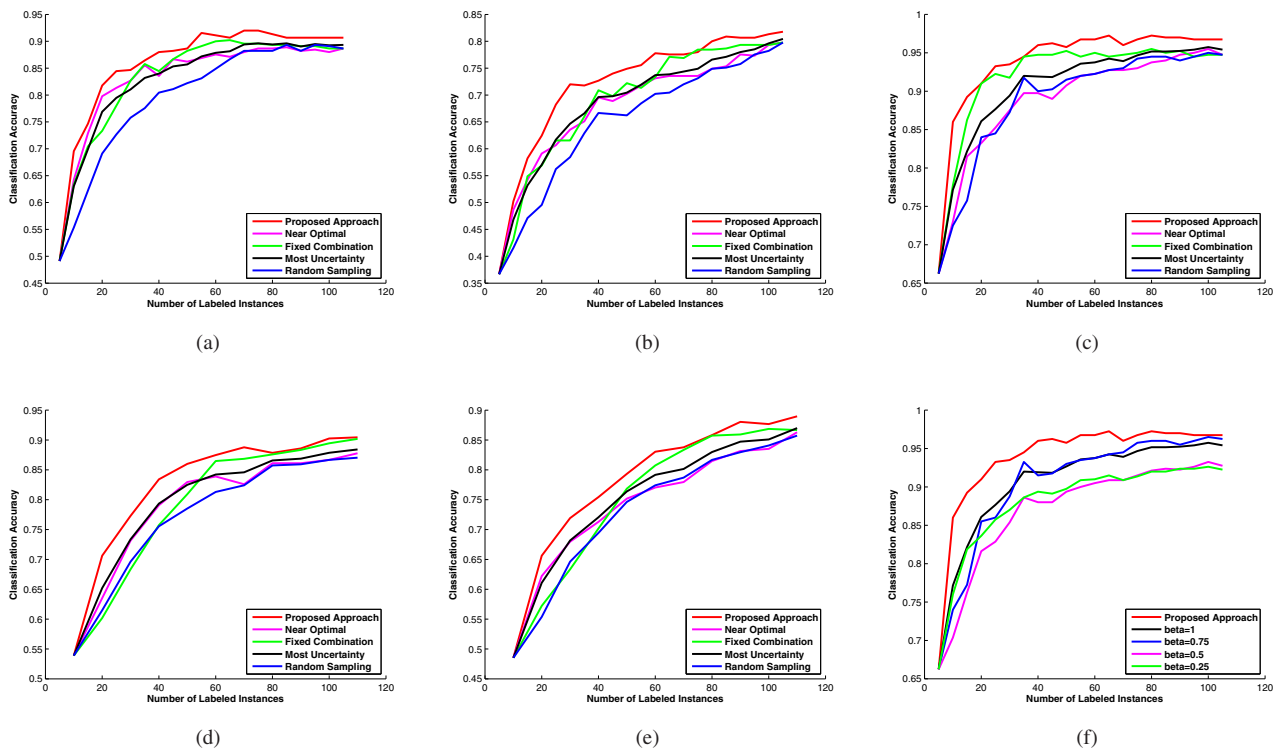 0.95
0.9
0.85
0.8
0.75
0.7
0.65
0.6
0.55
0.5
0.45
0 20 40 60 80 100 120
Classification Accuracy
Number of Labeled Instances
Proposed Approach
Near Optimal
Fixed Combination
Most Uncertainty
Random Sampling
(a)
0.85
0.8
0.75
0.7
0.65
0.6
0.55
0.5
0.45
0.4
0.35
0 20 40 60 80 100 120
Classification Accuracy
Number of Labeled Instances
Proposed Approach
Near Optimal
Fixed Combination
Most Uncertainty
Random Sampling
(b)
1
0.95
0.9
0.85
0.8
0.75
0.7
0.65
0 20 40 60 80 100 120
Classification Accuracy
Number of Labeled Instances
Proposed Approach
Near Optimal
Fixed Combination
Most Uncertainty
Random Sampling
(c)
0.95
0.9
0.85
0.8
0.75
0.7
0.65
0.6
0.55
0.5
0 20 40 60 80 100 120
Classification Accuracy
Number of Labeled Instances
Proposed Approach
Near Optimal
Fixed Combination
Most Uncertainty
Random Sampling
(d)
0.9
0.85
0.8
0.75
0.7
0.65
0.6
0.55
0.5
0.45
0 20 40 60 80 100 120
Classification Accuracy
Number of Labeled Instances
Proposed Approach
Near Optimal
Fixed Combination
Most Uncertainty
Random Sampling
(e)
1
0.95
0.9
0.85
0.8
0.75
0.7
0.65
0 20 40 60 80 100 120
Classification Accuracy
Number of Labeled Instances
Proposed Approach
beta=1
beta=0.75
beta=0.5
beta=0.25
(f)